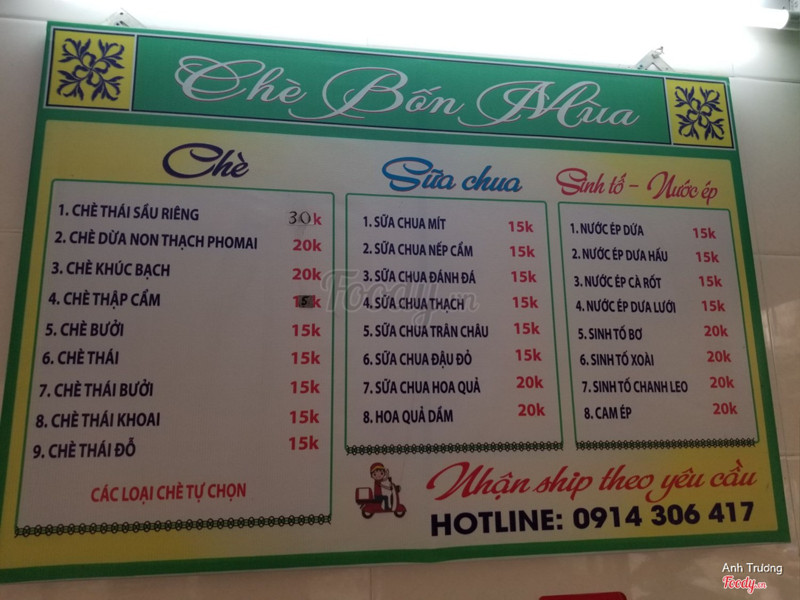 Chè Bốn Mùa
Chè
1. CHÈ THÁI SẦU RIÊNG 30k
2. CHÈ DỪA NON THẠCH PHOMAI 20k
3. CHÈ KHÚC BẠCH 20k
4. CHÈ THẬP CẨM 15k
5. CHÈ BƯỞI 15k
6. CHÈ THÁI 15k
7. CHÈ THÁI BƯỞI 15k
8. CHÈ THÁI KHOAI 15k
9. CHÈ THÁI ĐỖ 15k
CÁC LOẠI CHÈ TỰ CHỌN
Sữa chua
1. SỮA CHUA MÍT 15k
2. SỮA CHUA NẾP CẨM 15k
3. SỮA CHUA ĐÁNH ĐÁ 15k
4. SỮA CHUA THẠCH 15k
5. SỮA CHUA TRÂN CHÂU 15k
6. SỮA CHUA ĐẬU ĐỎ 15k
7. SỮA CHUA HOA QUẢ 20k
8. HOA QUẢ DẦM 20k
Sinh tố - Nước ép
1. NƯỚC ÉP DỨA 15k
2. NƯỚC ÉP DƯA HẤU 15k
3. NƯỚC ÉP CÀ RỐT 15k
4. NƯỚC ÉP DƯA LƯỚI 15k
5. SINH TỐ BƠ 20k
6. SINH TỐ XOÀI 20k
7. SINH TỐ CHANH LEO 20k
8. CAM ÉP 20k
Nhận ship theo yêu cầu
HOTLINE: 0914 306 417
Foody.vn
Anh Trương
Foody.vn